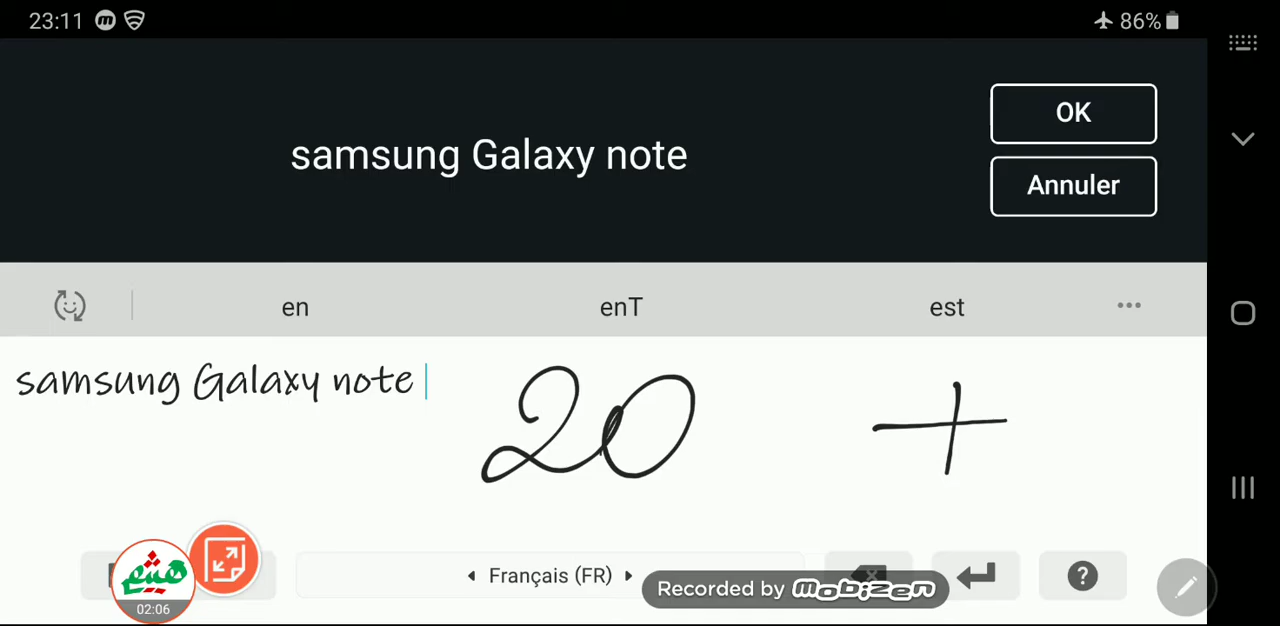 23:11 86%
samsung Galaxy note
OK
Annuler
en enT est
samsung Galaxy note 20 +
هيثم
02:06
Français (FR)
Recorded by mobizen
?